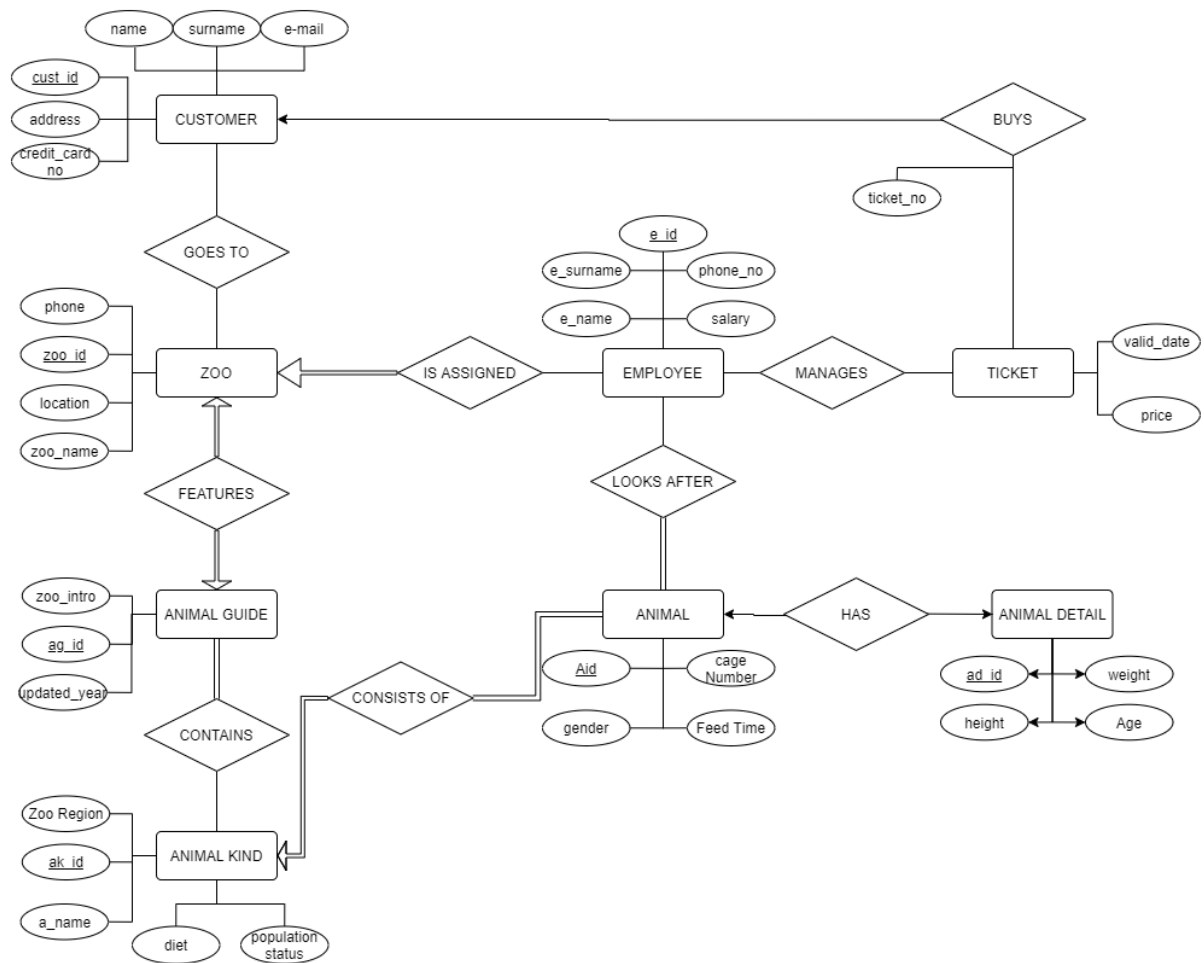 name
surname
e-mail
cust_id
address
credit_card
no
CUSTOMER
BUYS
ticket_no
GOES TO
e_id
e_surname
phone_no
e_name
salary
phone
zoo_id
location
zoo_name
ZOO
IS ASSIGNED
EMPLOYEE
MANAGES
TICKET
valid_date
price
FEATURES
LOOKS AFTER
zoo_intro
ag_id
updated_year
ANIMAL GUIDE
ANIMAL
HAS
ANIMAL DETAIL
Aid
cage
Number
gender
Feed Time
ad_id
weight
height
Age
CONSISTS OF
CONTAINS
Zoo Region
ak_id
a_name
ANIMAL KIND
diet
population
status